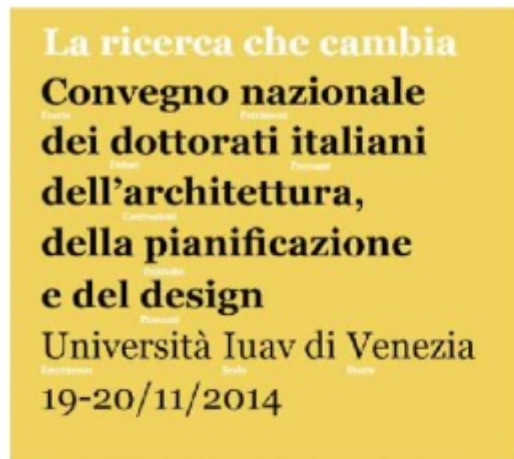 La ricerca che cambia
Convegno nazionale
dei dottorati italiani
dell’architettura,
della pianificazione
e del design
Università Iuav di Venezia
19-20/11/2014